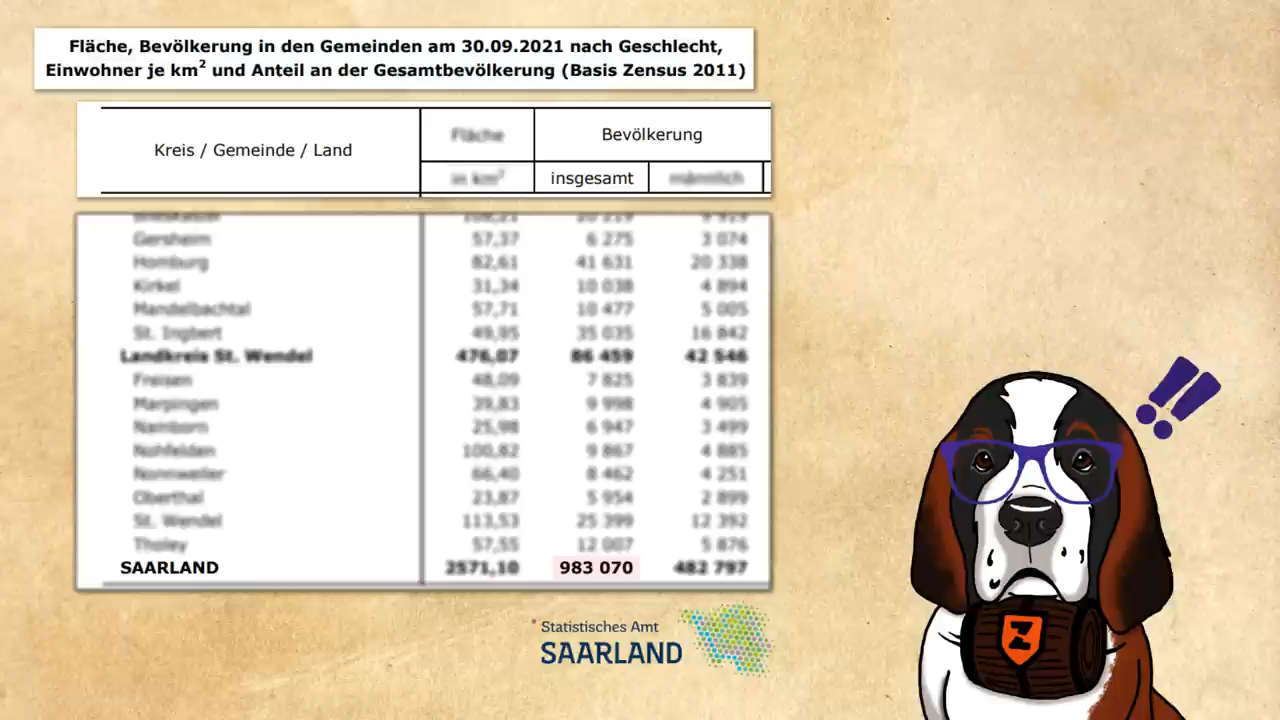 Fläche, Bevölkerung in den Gemeinden am 30.09.2021 nach Geschlecht,
Einwohner je km² und Anteil an der Gesamtbevölkerung (Basis Zensus 2011)
Kreis / Gemeinde / Land
Fläche
Bevölkerung
in km²
insgesamt
männlich
Gersheim 57,37 6 275 3 074
Homburg 82,61 41 631 20 338
Kirkel 31,34 10 038 4 894
Mandelbachtal 57,71 10 477 5 005
St. Ingbert 49,95 35 035 16 842
Landkreis St. Wendel 476,07 86 459 42 546
Freisen 48,09 7 825 3 839
Marpingen 39,83 9 998 4 905
Namborn 25,98 6 947 3 499
Nohfelden 100,82 9 867 4 885
Nonnweiler 66,40 8 462 4 251
Oberthal 23,87 5 954 2 899
St. Wendel 113,53 25 399 12 392
Tholey 57,55 12 007 5 876
SAARLAND 2571,10 983 070 482 797
* Statistisches Amt
SAARLAND
Z
!!